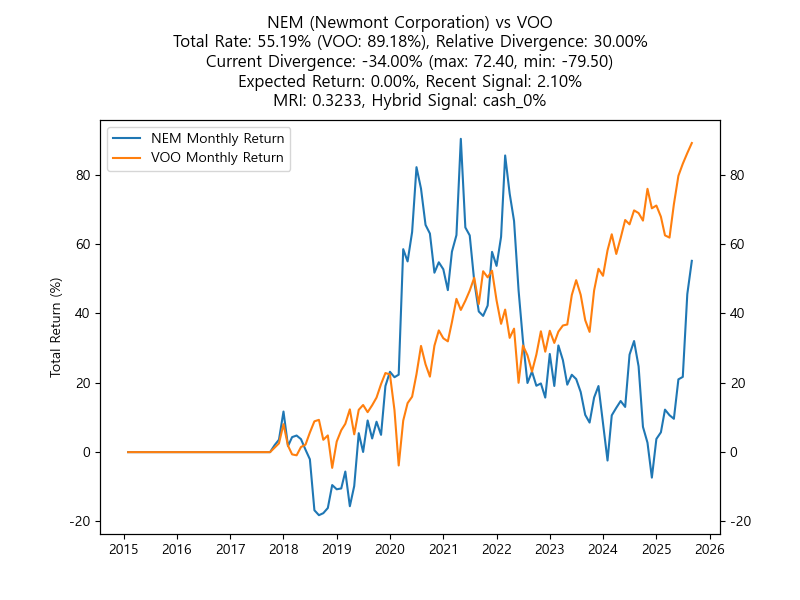 NEM (Newmont Corporation) vs VOO
Total Rate: 55.19% (VOO: 89.18%), Relative Divergence: 30.00%
Current Divergence: -34.00% (max: 72.40, min: -79.50)
Expected Return: 0.00%, Recent Signal: 2.10%
MRI: 0.3233, Hybrid Signal: cash_0%
NEM Monthly Return
VOO Monthly Return
Total Return (%)
80
60
40
20
0
-20
80
60
40
20
0
-20
2015 2016 2017 2018 2019 2020 2021 2022 2023 2024 2025 2026